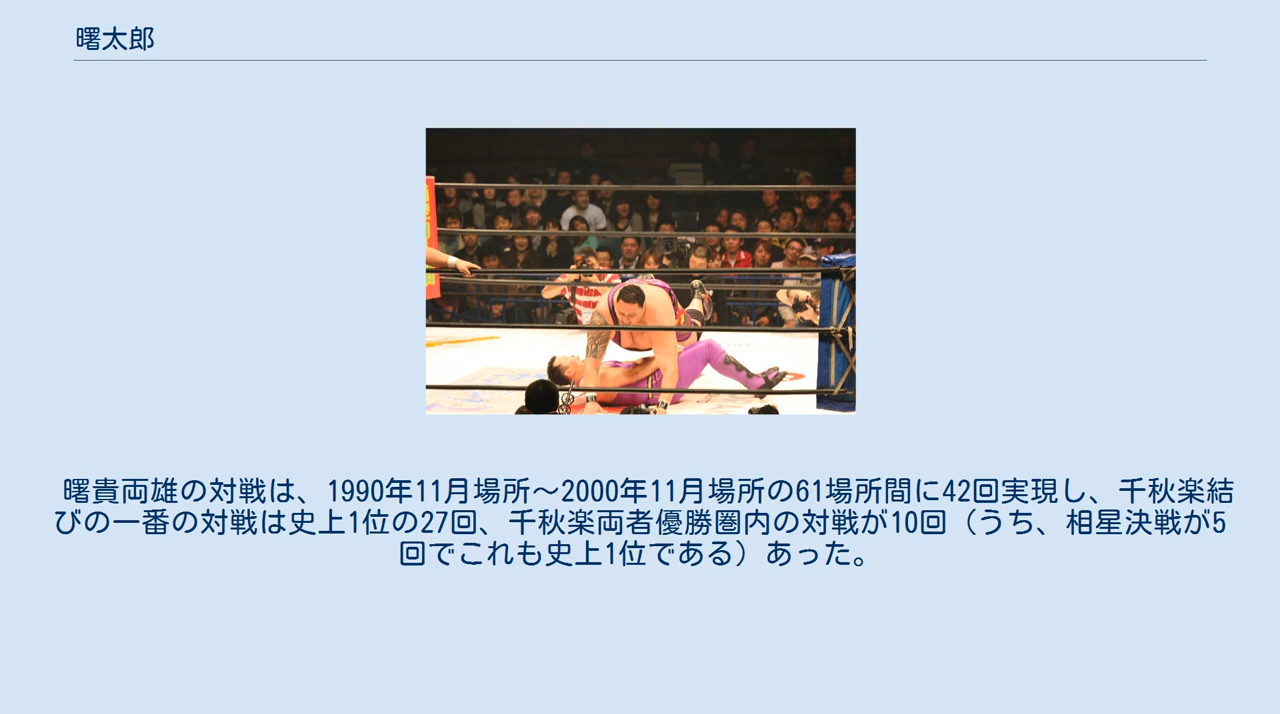 曙太郎
曙貴両雄の対戦は、1990年11月場所～2000年11月場所の61場所間に42回実現し、千秋楽結
びの一番の対戦は史上1位の27回、千秋楽両者優勝圏内の対戦が10回（うち、相星決戦が5
回でこれも史上1位である）あった。